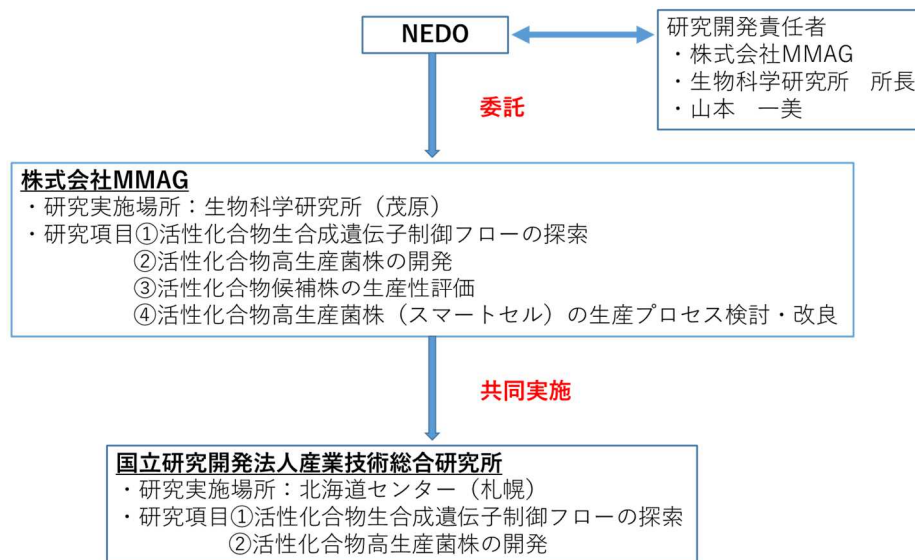 NEDO
研究開発責任者
・株式会社MMAG
・生物科学研究所　所長
・山本　一美
委託
株式会社MMAG
・研究実施場所：生物科学研究所（茂原）
・研究項目①活性化合物生合成遺伝子制御フローの探索
②活性化合物高生産菌株の開発
③活性化合物候補株の生産性評価
④活性化合物高生産菌株（スマートセル）の生産プロセス検討・改良
共同実施
国立研究開発法人産業技術総合研究所
・研究実施場所：北海道センター（札幌）
・研究項目①活性化合物生合成遺伝子制御フローの探索
②活性化合物高生産菌株の開発